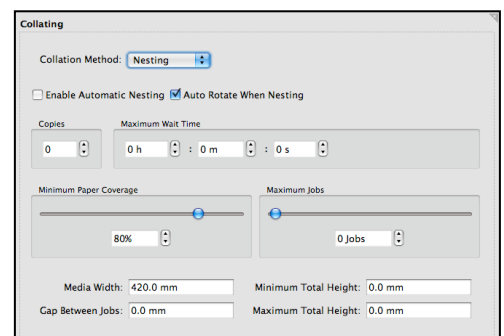 Collating
Collation Method: Nesting
Enable Automatic Nesting Auto Rotate When Nesting
Copies Maximum Wait Time
0 0 h : 0 m : 0 s
Minimum Paper Coverage Maximum Jobs
80% 0 Jobs
Media Width: 420.0 mm Minimum Total Height: 0.0 mm
Gap Between Jobs: 0.0 mm Maximum Total Height: 0.0 mm